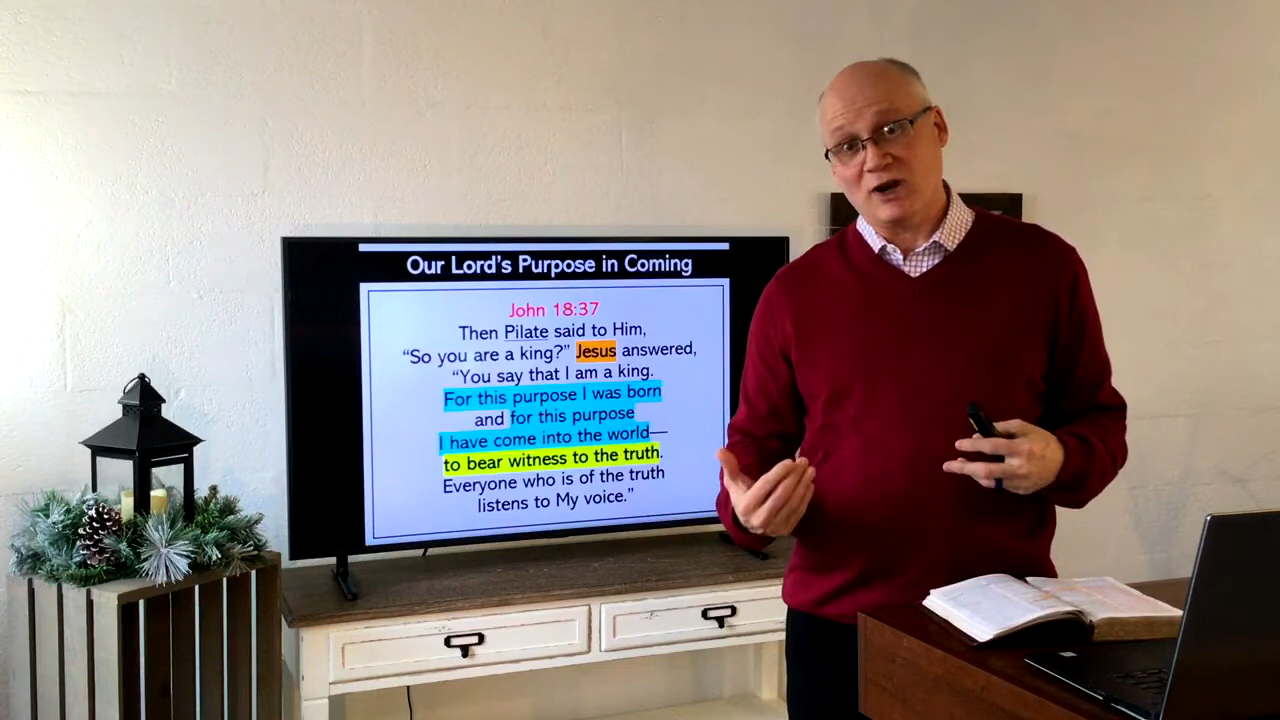 Our Lord's Purpose in Coming
John 18:37
Then Pilate said to Him,
“So you are a king?” Jesus answered,
“You say that I am a king.
For this purpose I was born
and for this purpose
I have come into the world—
to bear witness to the truth.
Everyone who is of the truth
listens to My voice.”